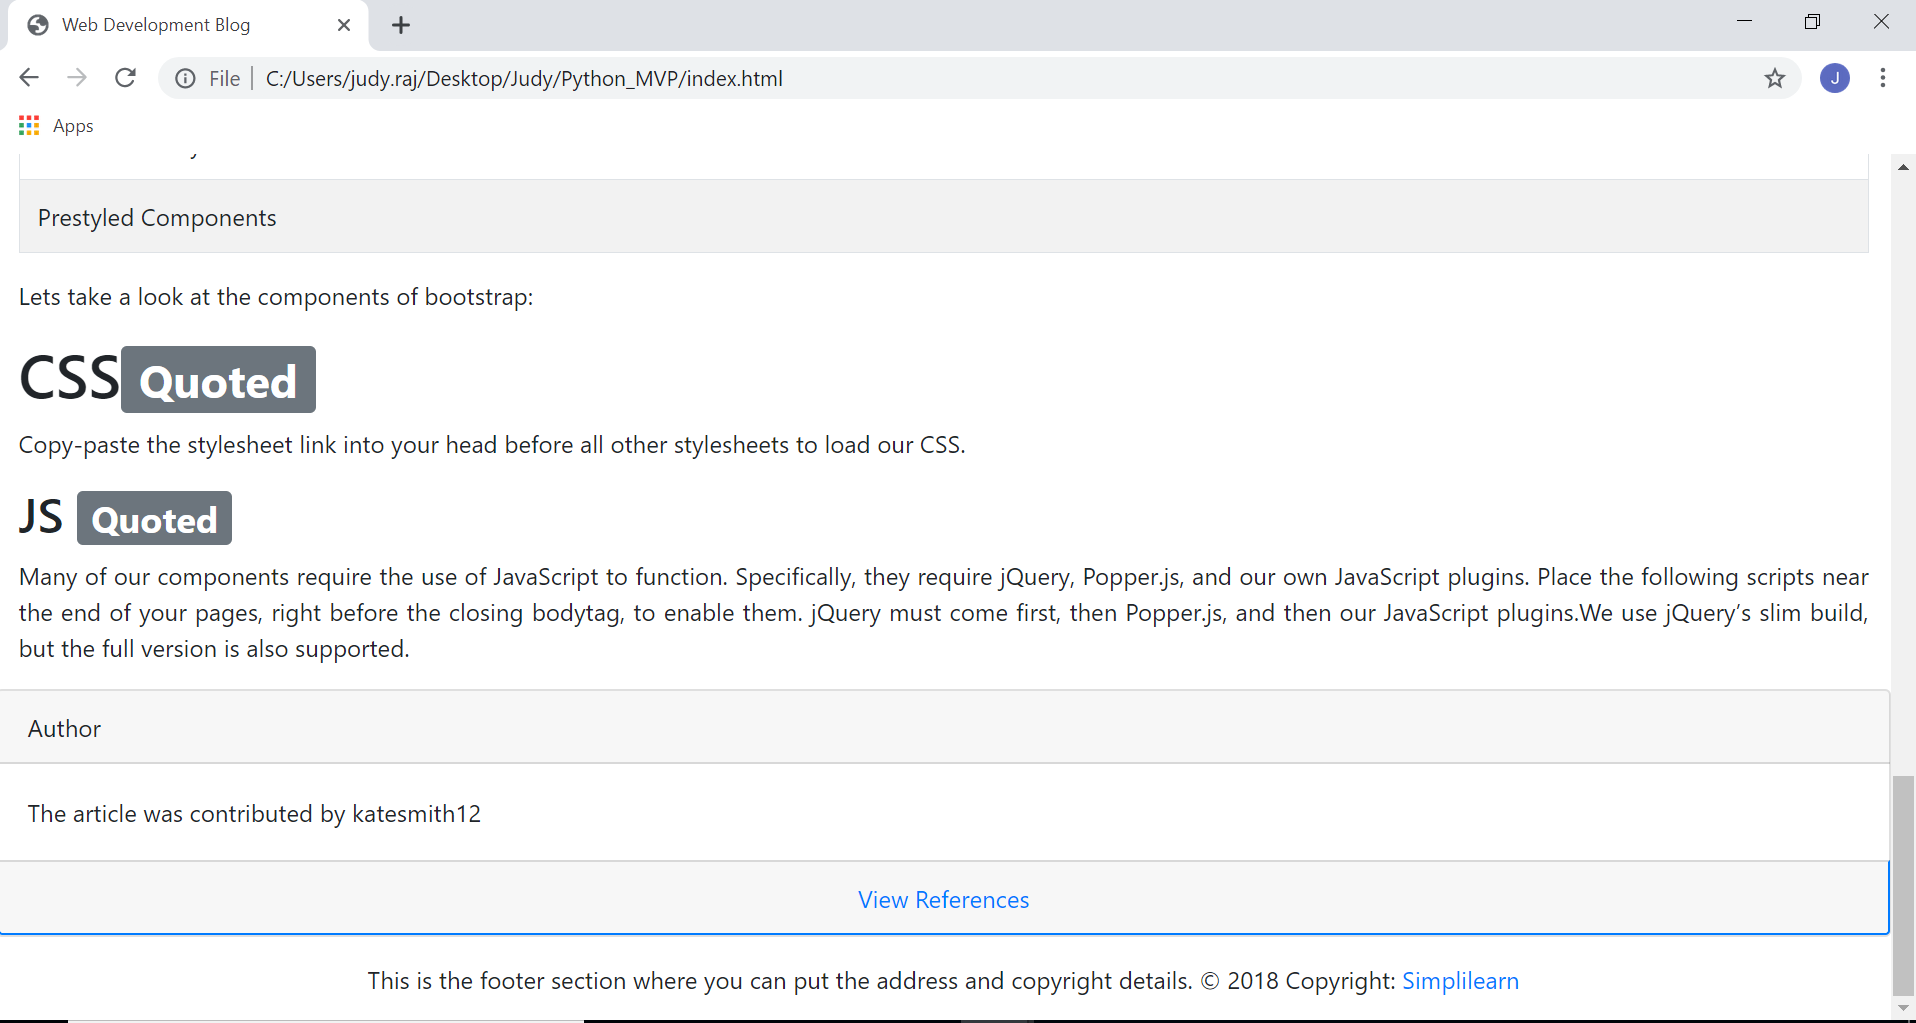 Web Development Blog
File C:/Users/judy.raj/Desktop/Judy/Python_MVP/index.html
J
Apps
Prestyled Components
Lets take a look at the components of bootstrap:
CSS Quoted
Copy-paste the stylesheet link into your head before all other stylesheets to load our CSS.
JS Quoted
Many of our components require the use of JavaScript to function. Specifically, they require jQuery, Popper.js, and our own JavaScript plugins. Place the following scripts near
the end of your pages, right before the closing bodytag, to enable them. jQuery must come first, then Popper.js, and then our JavaScript plugins.We use jQuery’s slim build,
but the full version is also supported.
Author
The article was contributed by katesmith12
View References
This is the footer section where you can put the address and copyright details. © 2018 Copyright: Simplilearn